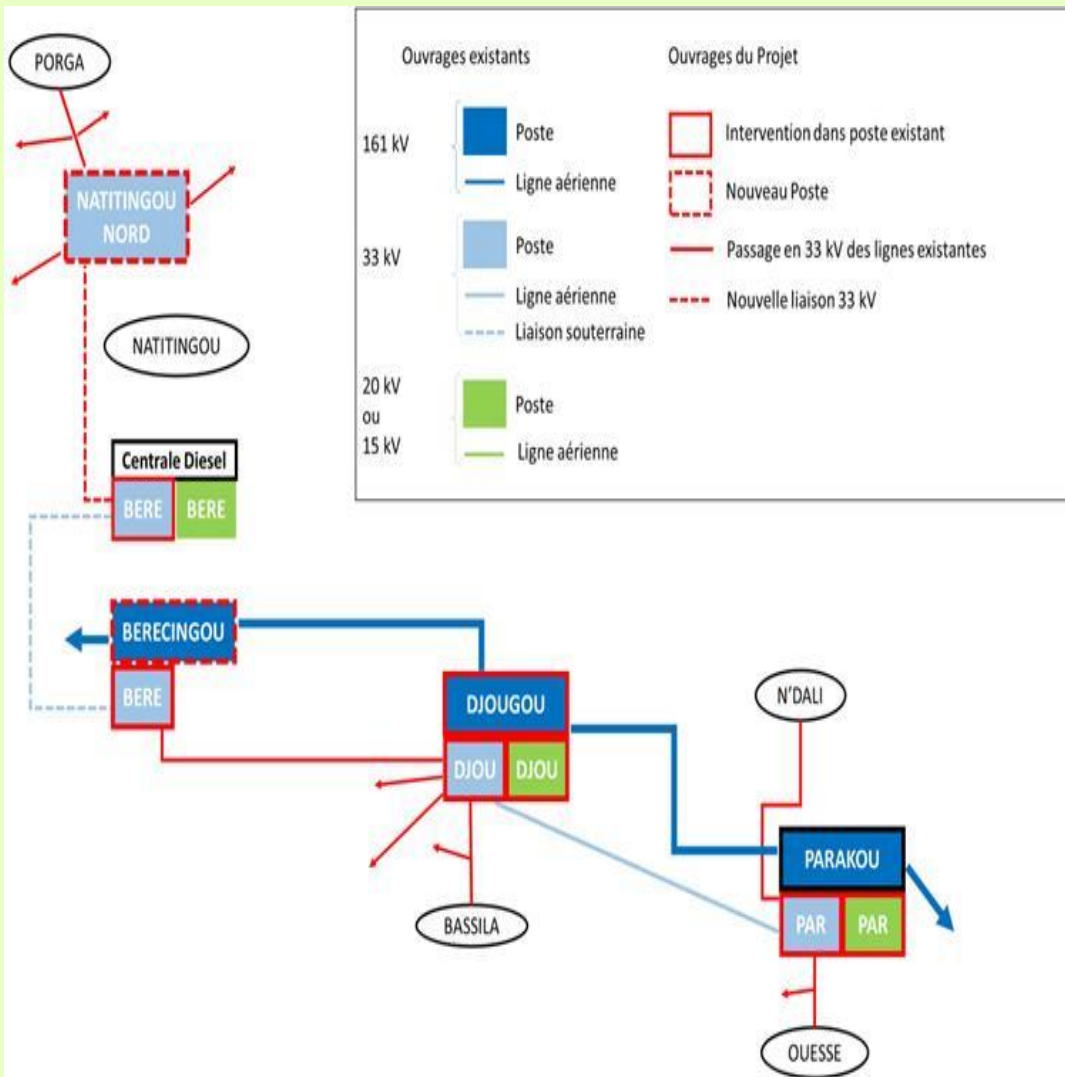 PORGA
NATITINGOU
NORD
NATITINGOU
Centrale Diesel
BERE
BERE
BERECINGOU
BERE
DJOUGOU
DJOU
DJOU
BASSILA
N'DALI
PARAKOU
PAR
PAR
OUESSE
Ouvrages existants
161 kV
Poste
Ligne aérienne
33 kV
Poste
Ligne aérienne
Liaison souterraine
20 kV
ou
15 kV
Poste
Ligne aérienne
Ouvrages du Projet
Intervention dans poste existant
Nouveau Poste
Passage en 33 kV des lignes existantes
Nouvelle liaison 33 kV